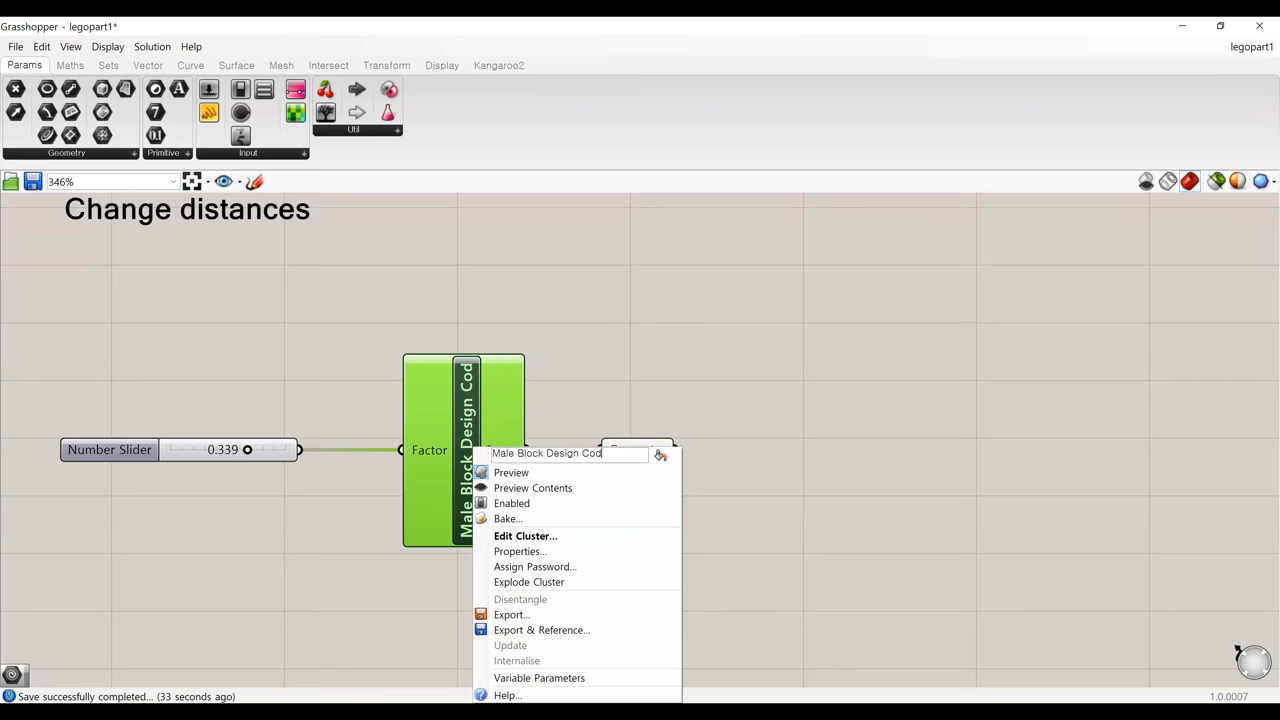 Grasshopper - legopart1*
File Edit View Display Solution Help
legopart1
Params Maths Sets Vector Curve Surface Intersect Mesh Transform Display Kangaroo2
Geometry
Primitive
Input
Util
346%
Change distances
Number Slider
0.339
Factor
Male Block Design Cod
Male Block Design Cod
Preview
Preview Contents
Enabled
Bake...
Edit Cluster...
Properties...
Assign Password...
Explode Cluster
Disentangle
Export...
Export & Reference...
Update
Internalise
Variable Parameters
Help...
Save successfully completed... (33 seconds ago)
1.0.0007